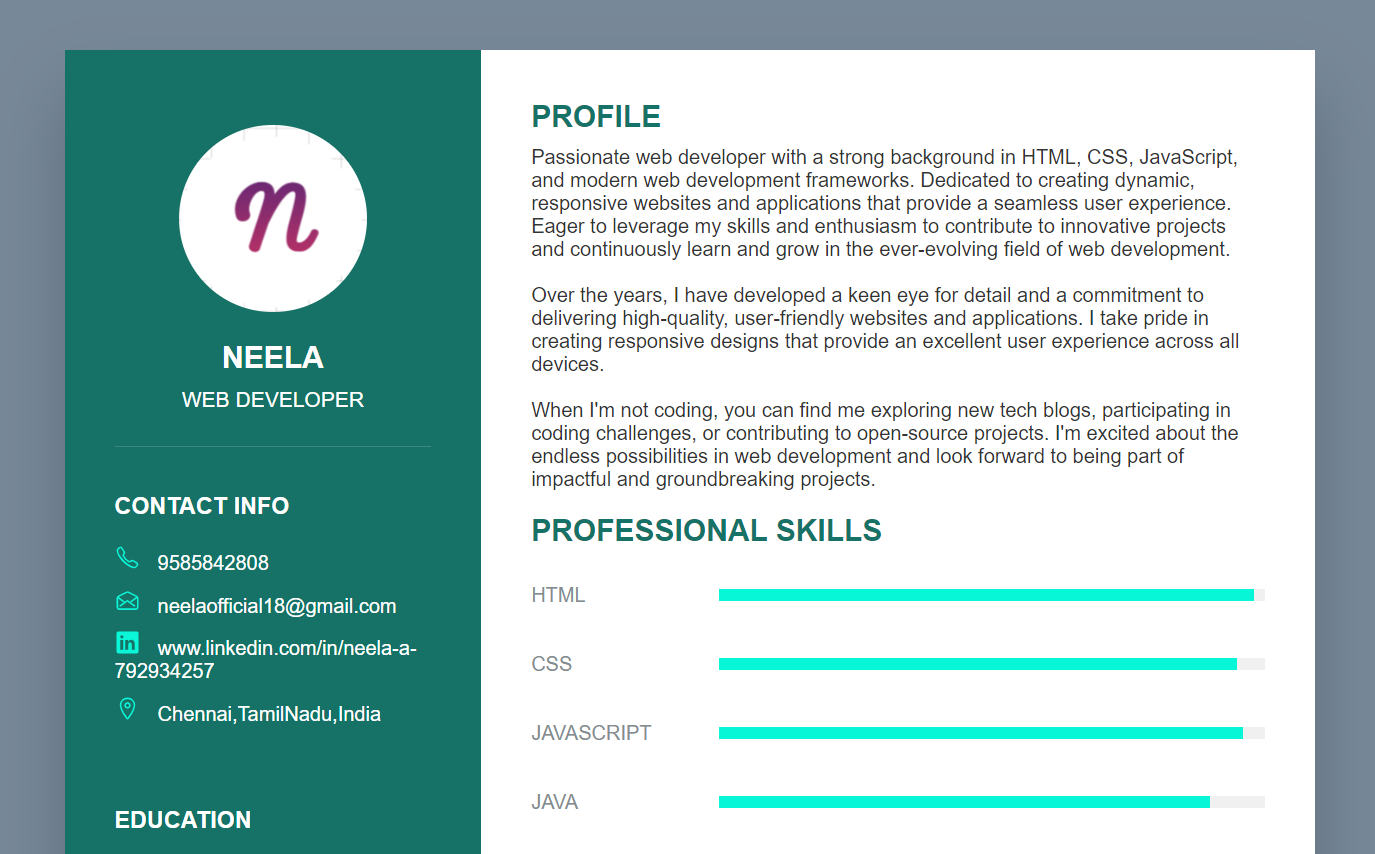 n
NEELA
WEB DEVELOPER
CONTACT INFO
9585842808
neelaofficial18@gmail.com
in
www.linkedin.com/in/neela-a-
792934257
Chennai,TamilNadu,India
EDUCATION
PROFILE
Passionate web developer with a strong background in HTML, CSS, JavaScript,
and modern web development frameworks. Dedicated to creating dynamic,
responsive websites and applications that provide a seamless user experience.
Eager to leverage my skills and enthusiasm to contribute to innovative projects
and continuously learn and grow in the ever-evolving field of web development.
Over the years, I have developed a keen eye for detail and a commitment to
delivering high-quality, user-friendly websites and applications. I take pride in
creating responsive designs that provide an excellent user experience across all
devices.
When I'm not coding, you can find me exploring new tech blogs, participating in
coding challenges, or contributing to open-source projects. I'm excited about the
endless possibilities in web development and look forward to being part of
impactful and groundbreaking projects.
PROFESSIONAL SKILLS
HTML
CSS
JAVASCRIPT
JAVA